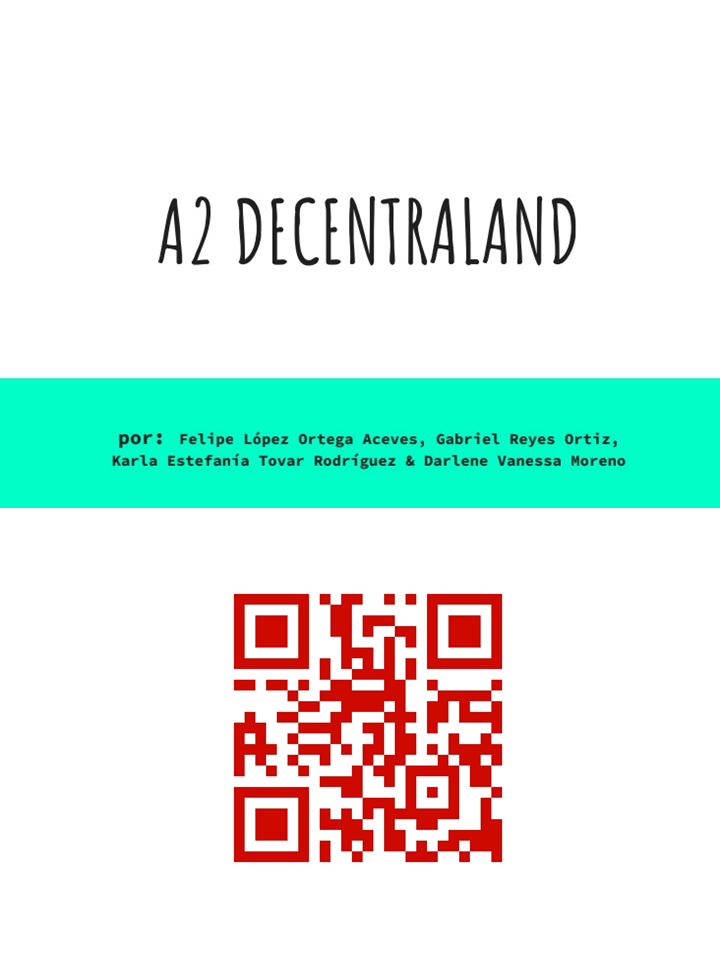 A2 DECENTRALAND
por: Felipe López Ortega Aceves, Gabriel Reyes Ortiz,
Karla Estefanía Tovar Rodríguez & Darlene Vanessa Moreno